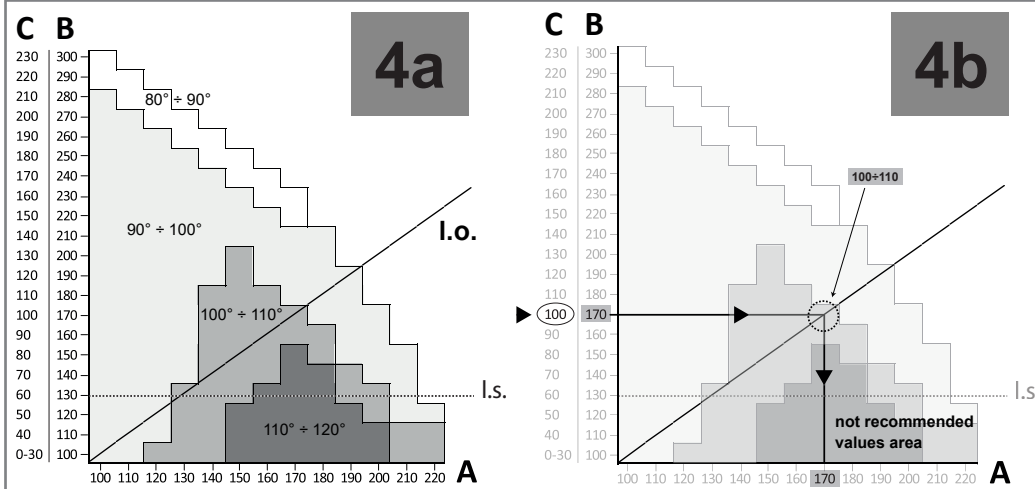 C B
4a
230 300
220 290
210 280
200 270
190 260
180 250
170 240
160 230
150 220
140 210
130 200
120 190
110 180
100 170
90 160
80 150
70 140
60 130
50 120
40 110
0-30 100
80° ÷ 90°
90° ÷ 100°
l.o.
100° ÷ 110°
l.s.
110° ÷ 120°
100 110 120 130 140 150 160 170 180 190 200 210 220
A
C B
4b
230 300
220 290
210 280
200 270
190 260
180 250
170 240
160 230
150 220
140 210
130 200
120 190
110 180
100 170
90 160
80 150
70 140
60 130
50 120
40 110
0-30 100
100÷110
l.s
not recommended
values area
100 110 120 130 140 150 160 170 180 190 200 210 220
A